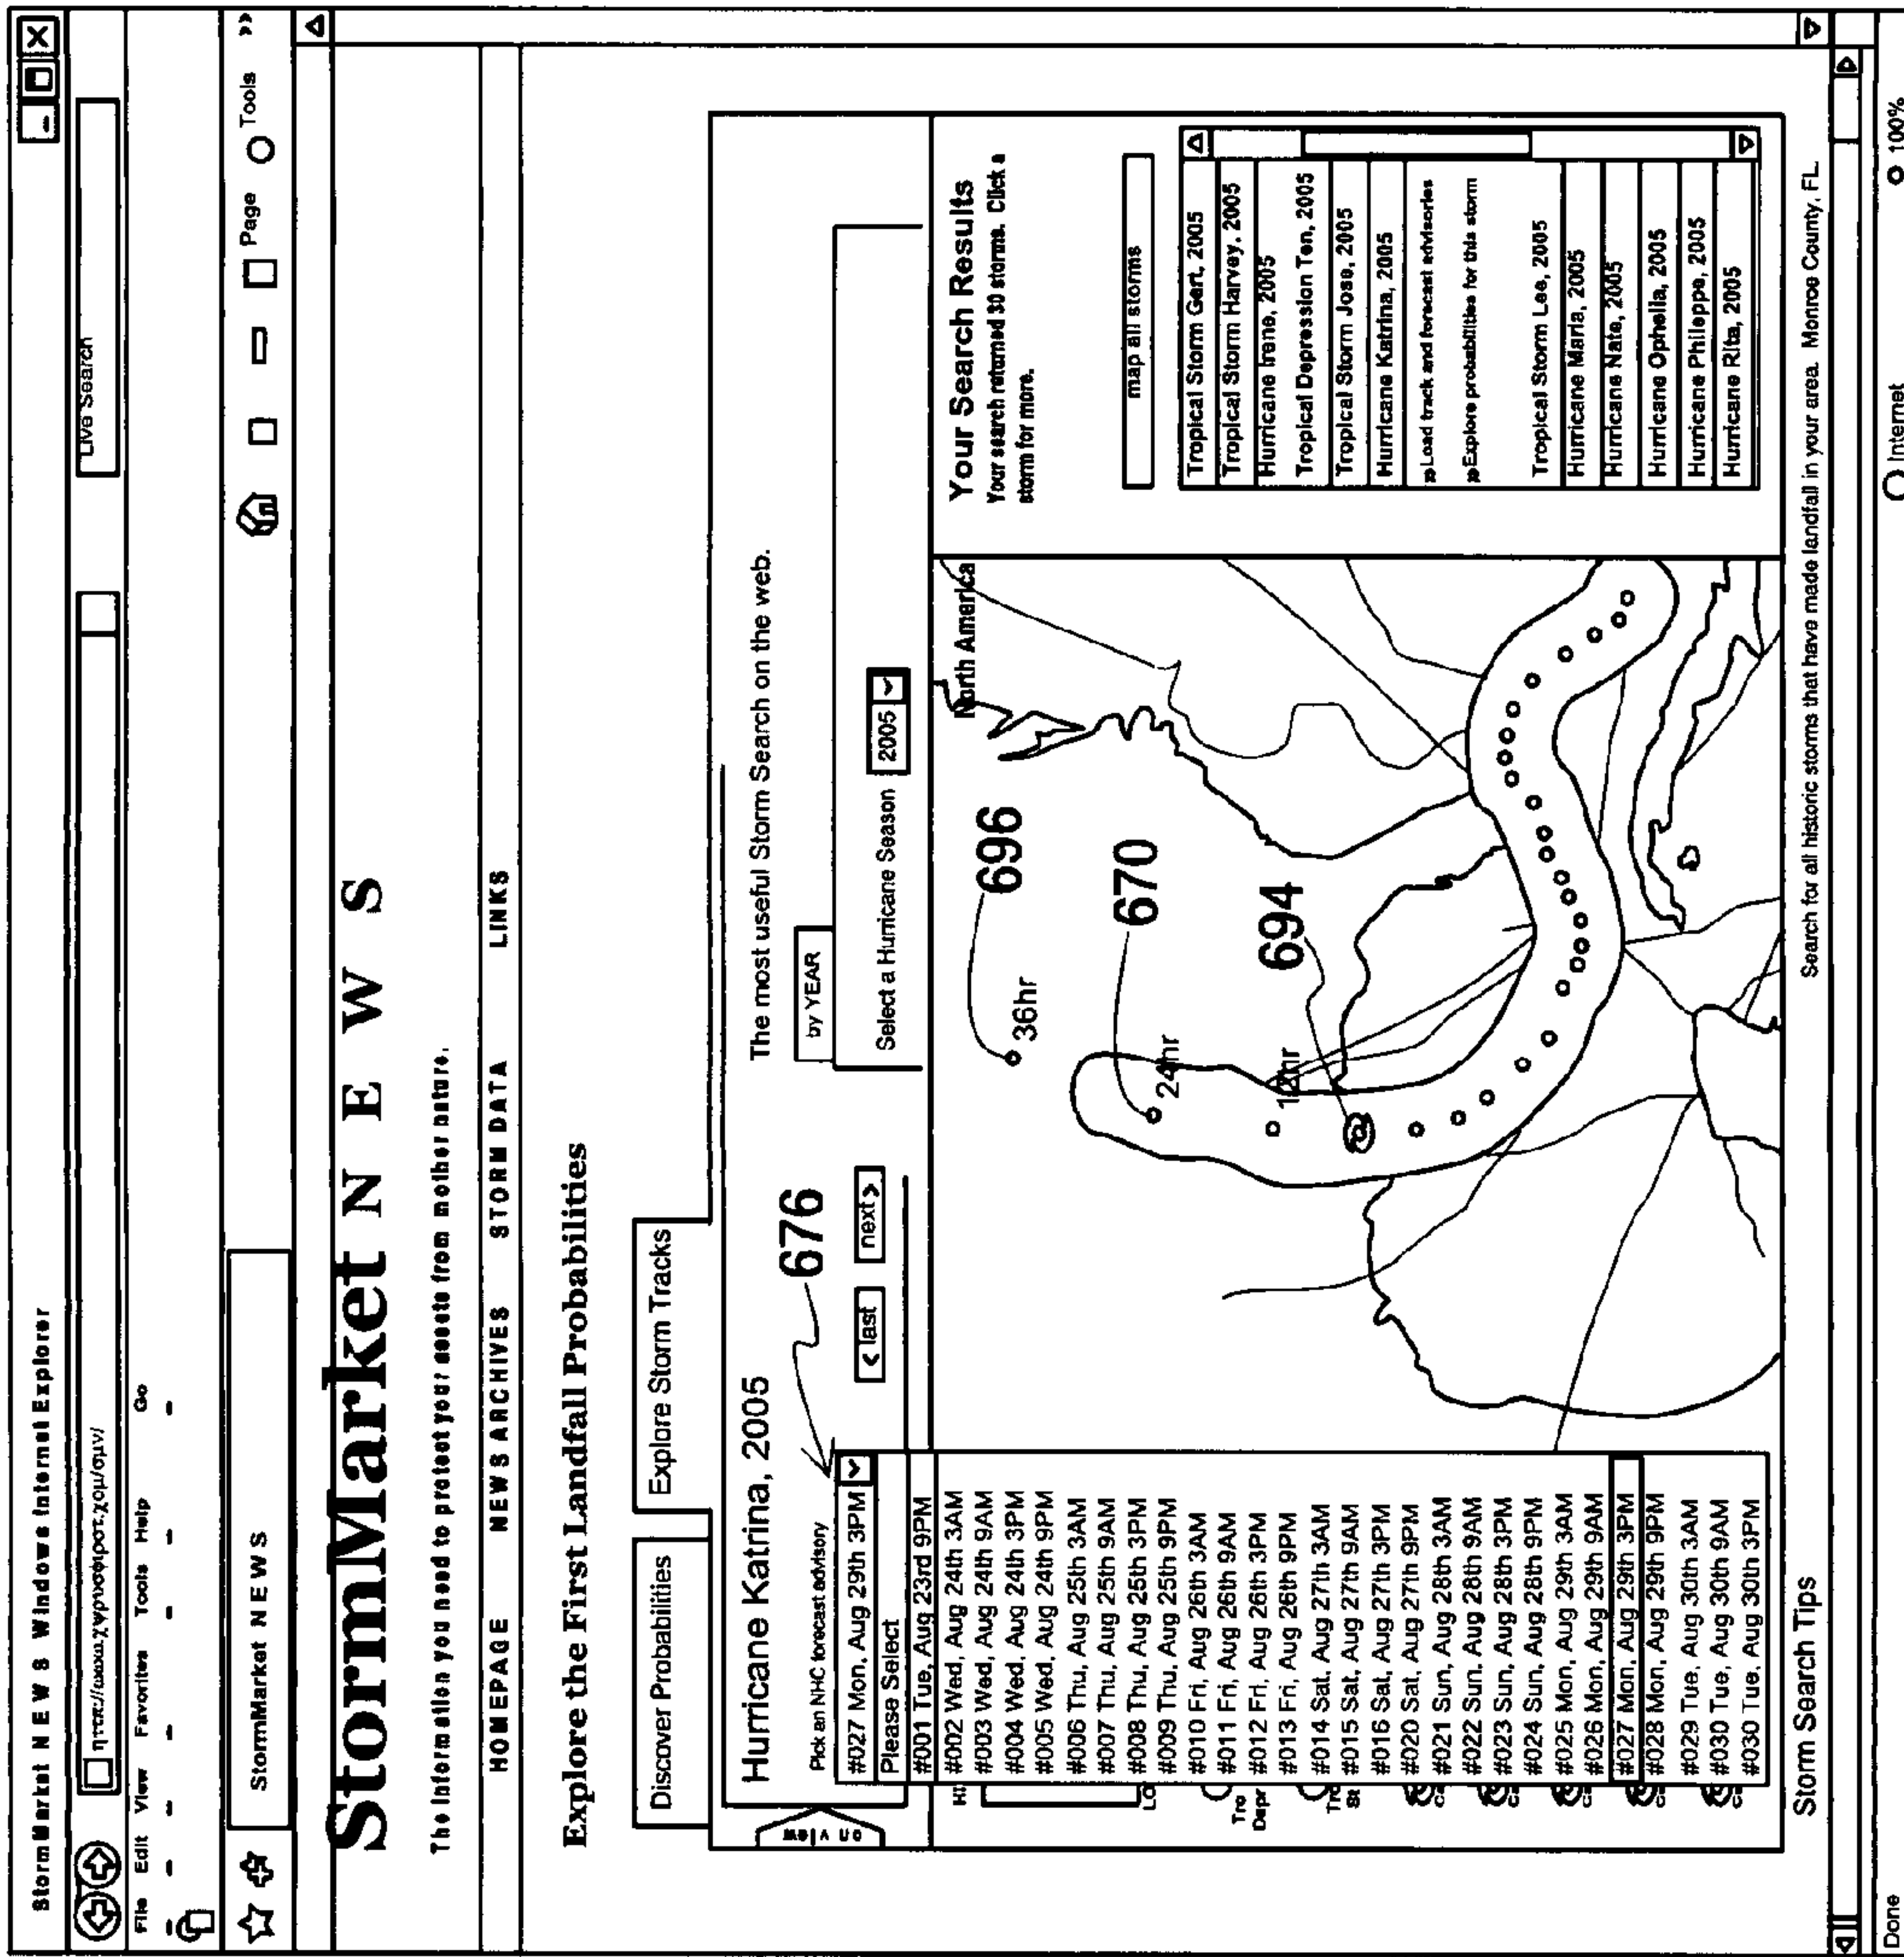 StormMarket N E W S Windows Internet Explorer
ηττπ://ωωω.χψρυσφιροτ.χομ/σμν/
Live Search
File Edit View Favorites Tools Help Go
StormMarket N E W S
Page Tools »
StormMarket N E W S
The information you need to protect your assets from mother nature.
HOMEPAGE NEWS ARCHIVES STORM DATA LINKS
Explore the First Landfall Probabilities
Discover Probabilities
Explore Storm Tracks
Hurricane Katrina, 2005
The most useful Storm Search on the web.
676
by YEAR
Pick an NHC forecast advisory
#027 Mon, Aug 29th 3PM
< last
next >
Select a Hurricane Season 2005
on view
Please Select
#001 Tue, Aug 23rd 9PM
#002 Wed, Aug 24th 3AM
#003 Wed, Aug 24th 9AM
#004 Wed, Aug 24th 3PM
#005 Wed, Aug 24th 9PM
#006 Thu, Aug 25th 3AM
#007 Thu, Aug 25th 9AM
#008 Thu, Aug 25th 3PM
#009 Thu, Aug 25th 9PM
#010 Fri, Aug 26th 3AM
#011 Fri, Aug 26th 9AM
#012 Fri, Aug 26th 3PM
#013 Fri, Aug 26th 9PM
#014 Sat, Aug 27th 3AM
#015 Sat, Aug 27th 9AM
#016 Sat, Aug 27th 3PM
#020 Sat, Aug 27th 9PM
#021 Sun, Aug 28th 3AM
#022 Sun, Aug 28th 9AM
#023 Sun, Aug 28th 3PM
#024 Sun, Aug 28th 9PM
#025 Mon, Aug 29th 3AM
#026 Mon, Aug 29th 9AM
#027 Mon, Aug 29th 3PM
#028 Mon, Aug 29th 9PM
#029 Tue, Aug 30th 3AM
#030 Tue, Aug 30th 9AM
#030 Tue, Aug 30th 3PM
HI
LO
Tro
Depr
Tro
St
North America
696
36hr
670
24hr
694
12hr
Your Search Results
Your search returned 30 storms. Click a
storm for more.
map all storms
Tropical Storm Gert, 2005
Tropical Storm Harvey, 2005
Hurricane Irene, 2005
Tropical Depression Ten, 2005
Tropical Storm Jose, 2005
Hurricane Katrina, 2005
»Load track and forecast advisories
»Explore probabilities for this storm
Tropical Storm Lee, 2005
Hurricane Maria, 2005
Hurricane Nate, 2005
Hurricane Ophelia, 2005
Hurricane Phileppe, 2005
Hurricane Rita, 2005
Storm Search Tips
Search for all historic storms that have made landfall in your area. Monroe County, FL.
Done
Internet
100%